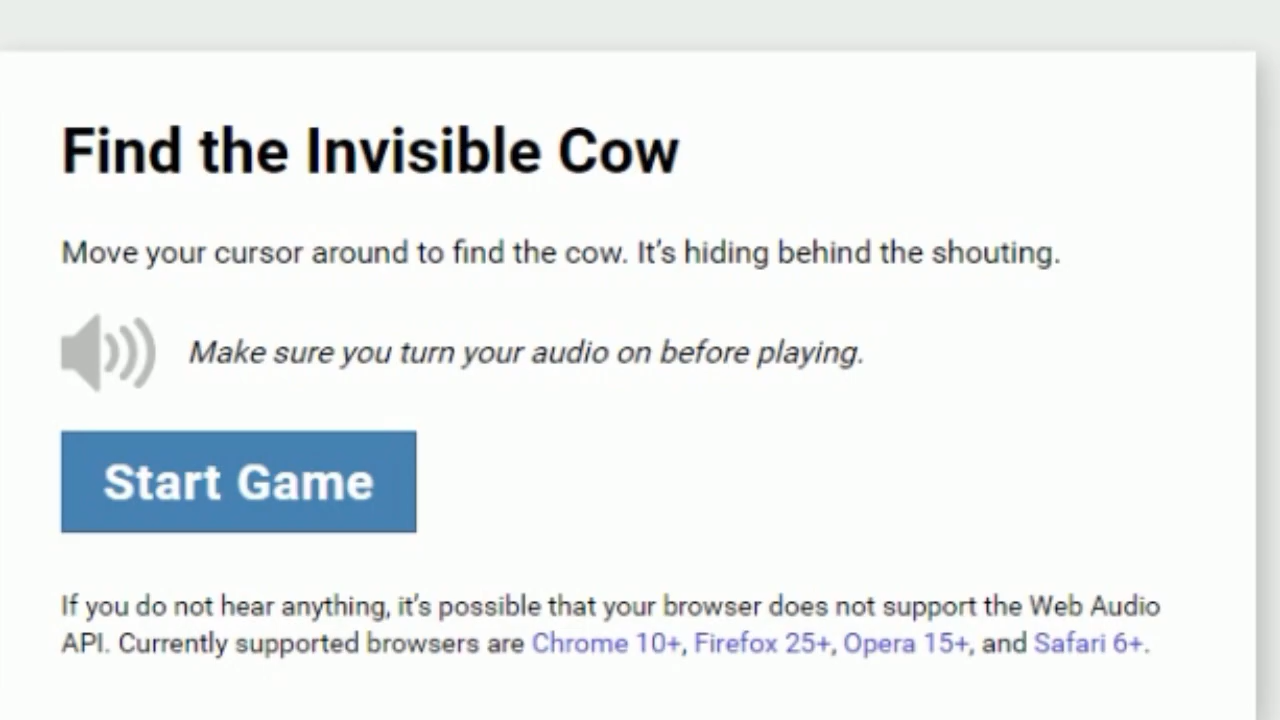 Find the Invisible Cow
Move your cursor around to find the cow. It’s hiding behind the shouting.
Make sure you turn your audio on before playing.
Start Game
If you do not hear anything, it’s possible that your browser does not support the Web Audio
API. Currently supported browsers are Chrome 10+, Firefox 25+, Opera 15+, and Safari 6+.